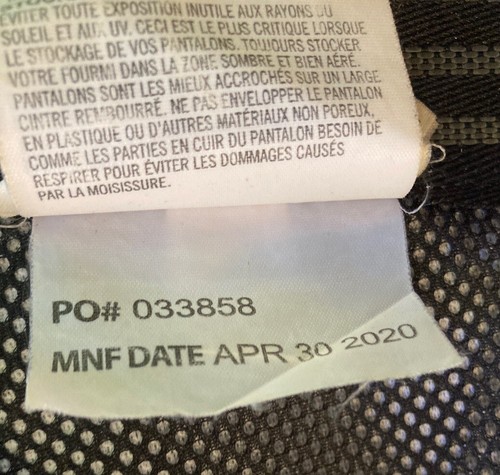 ÉVITER TOUTE EXPOSITION INUTILE AUX RAYONS DU
SOLEIL ET AUX UV. CECI EST LE PLUS CRITIQUE LORSQUE
LE STOCKAGE DE VOS PANTALONS. TOUJOURS STOCKER
VOTRE FOURMI DANS LA ZONE SOMBRE ET BIEN AÉRÉ.
PANTALONS SONT LES MIEUX ACCROCHÉS SUR UN LARGE
CINTRE REMBOURRÉ. NE PAS ENVELOPPER LE PANTALON
EN PLASTIQUE OU D'AUTRES MATÉRIAUX NON POREUX,
COMME LES PARTIES EN CUIR DU PANTALON BESOIN DE
RESPIRER POUR ÉVITER LES DOMMAGES CAUSÉS
PAR LA MOISISSURE.
PO# 033858
MNF DATE APR 30 2020